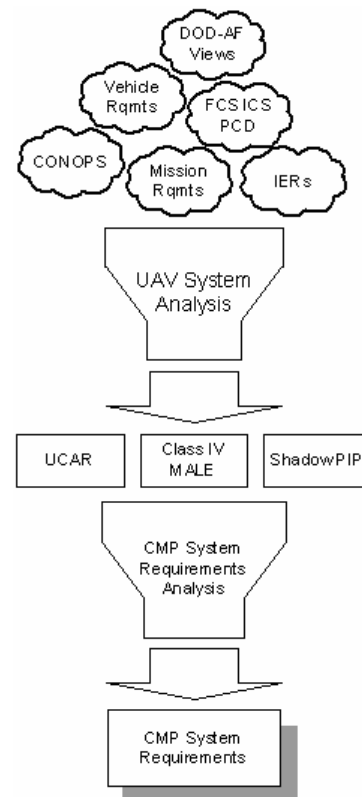 DOD-AF
Views
Vehicle
Rqmts
FCS ICS
PCD
CONOPS
Mission
Rqmts
IERs
UAV System
Analysis
UCAR
Class IV
MALE
ShadowPIP
CMP System
Requirements
Analysis
CMP System
Requirements